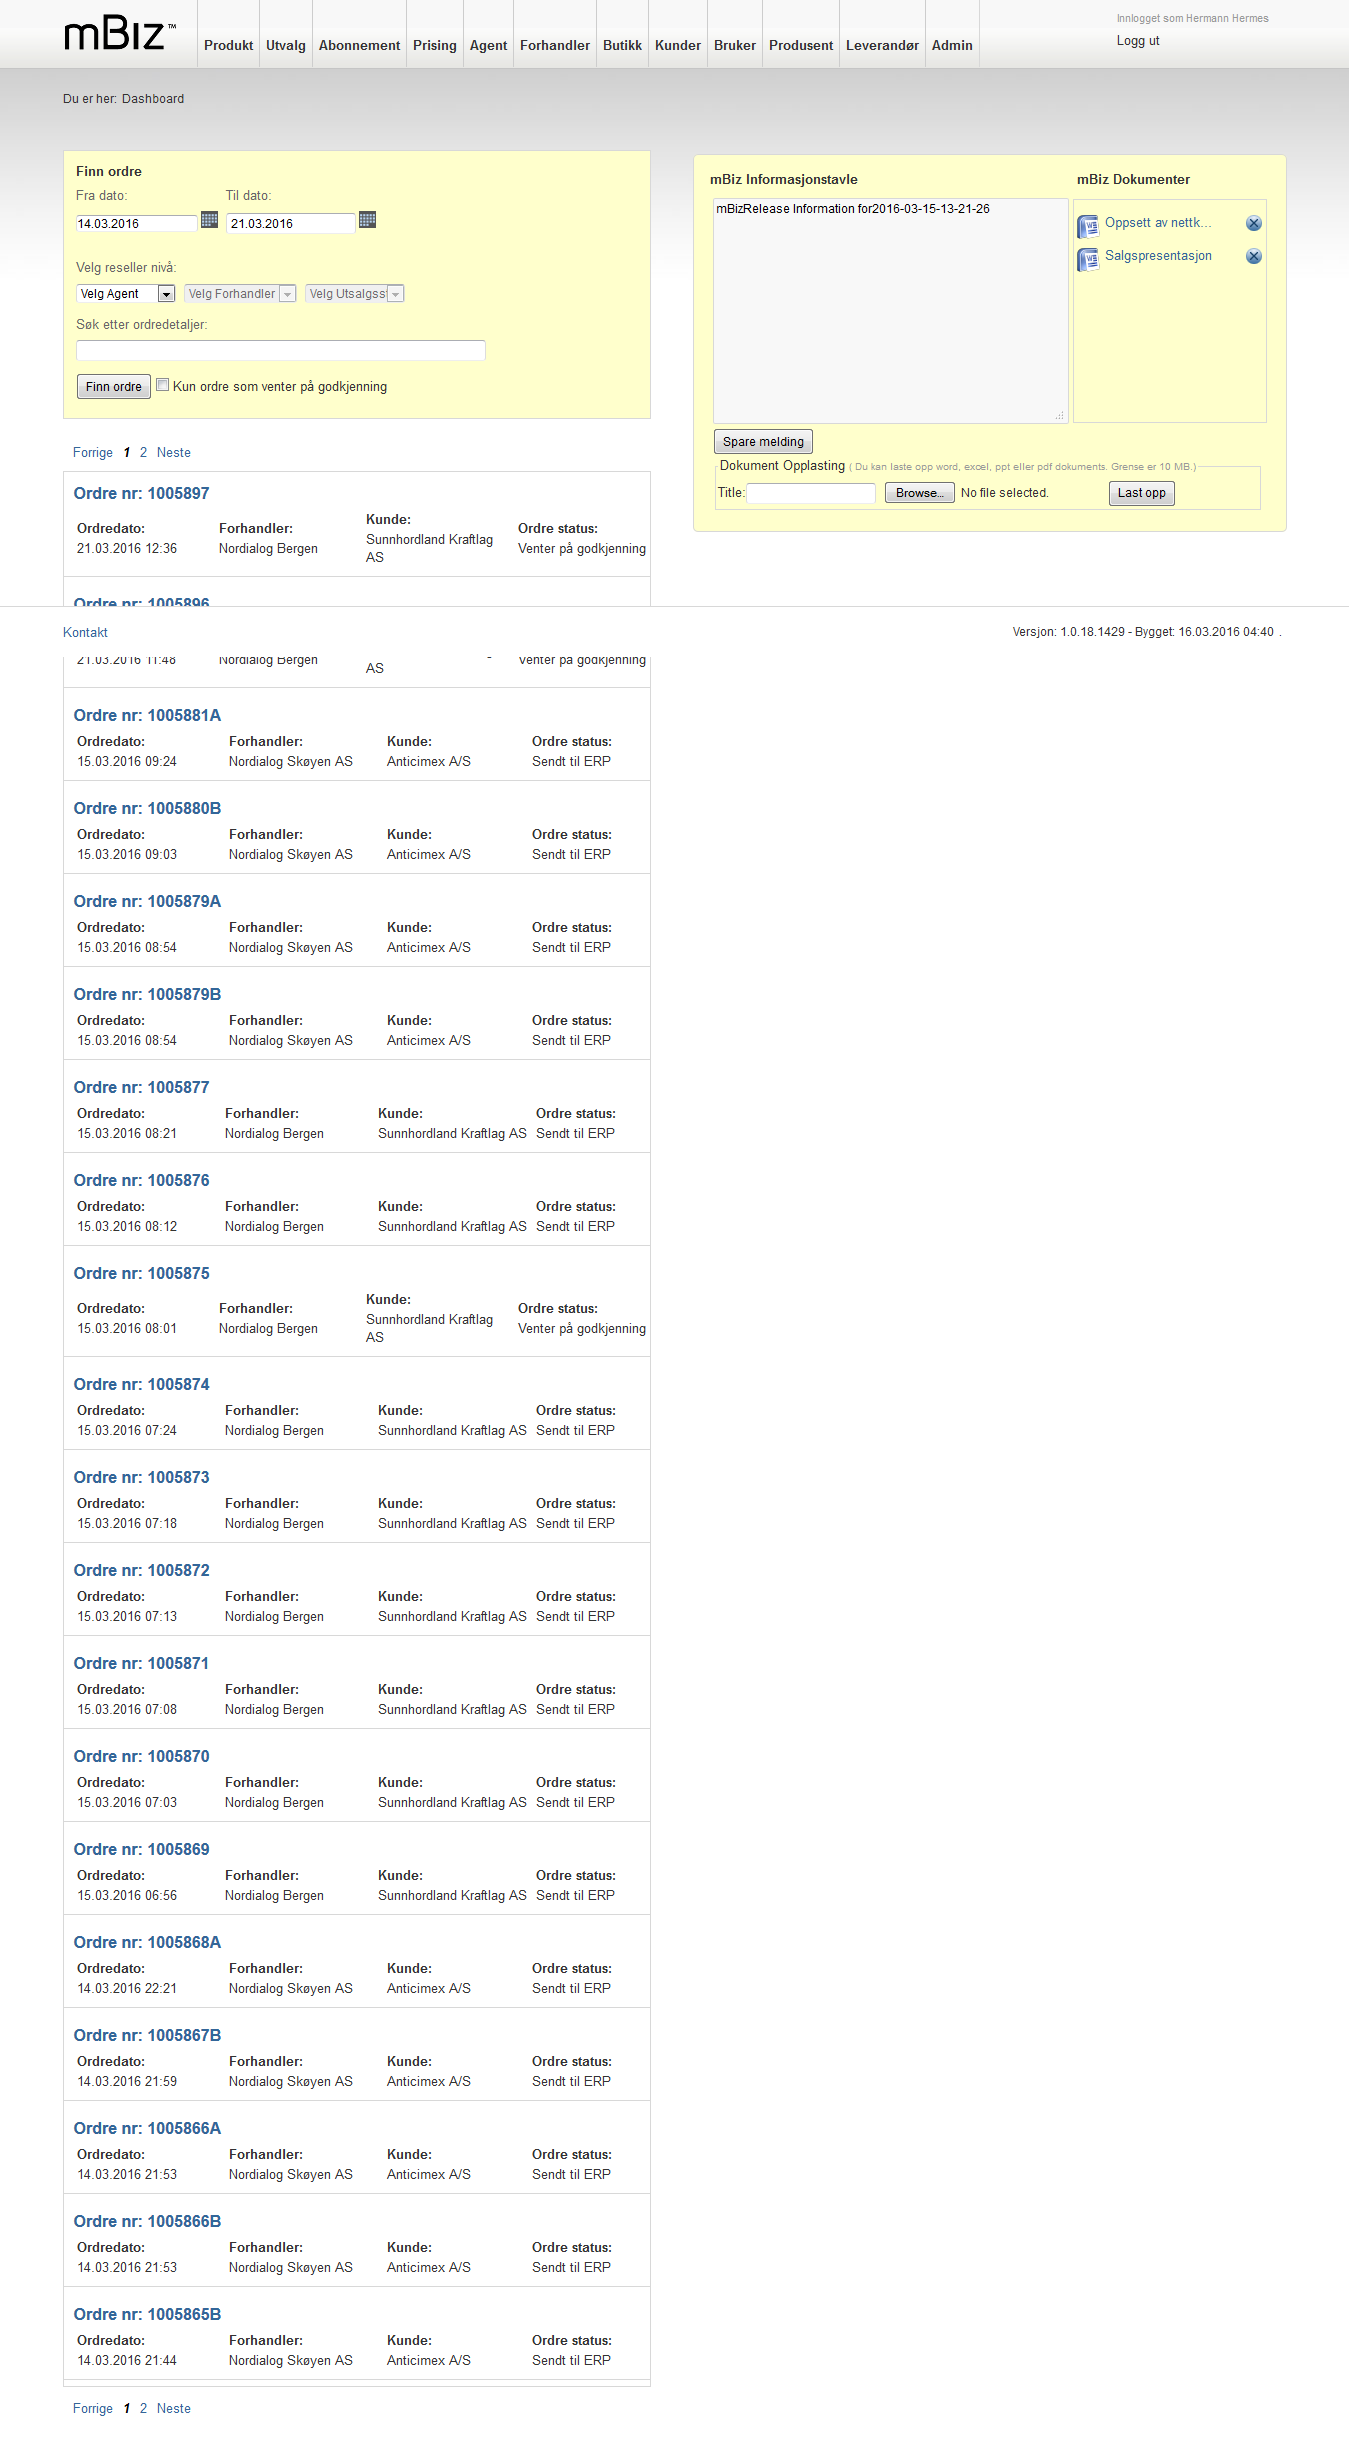 mBiz™
Produkt Utvalg Abonnement Prising Agent Forhandler Butikk Kunder Bruker Produsent Leverandør Admin
Innlogget som Hermann Hermes
Logg ut
Du er her: Dashboard
Finn ordre
Fra dato: Til dato:
14.03.2016 21.03.2016
Velg reseller nivå:
Velg Agent Velg Forhandler Velg Utsalgss
Søk etter ordredetaljer:
Finn ordre Kun ordre som venter på godkjenning
mBiz Informasjonstavle mBiz Dokumenter
mBizRelease Information for2016-03-15-13-21-26
Oppsett av nettk...
Salgspresentasjon
Spare melding
Dokument Opplasting ( Du kan laste opp word, excel, ppt eller pdf dokuments. Grense er 10 MB.)
Title: Browse... No file selected. Last opp
Forrige 1 2 Neste
Ordre nr: 1005897
Ordredato: Forhandler: Kunde: Ordre status:
21.03.2016 12:36 Nordialog Bergen Sunnhordland Kraftlag AS Venter på godkjenning
Ordre nr: 1005896
Kontakt Versjon: 1.0.18.1429 - Bygget: 16.03.2016 04:40 .
21.03.2016 11:48 Nordialog Bergen AS Venter på godkjenning
Ordre nr: 1005881A
Ordredato: Forhandler: Kunde: Ordre status:
15.03.2016 09:24 Nordialog Skøyen AS Anticimex A/S Sendt til ERP
Ordre nr: 1005880B
Ordredato: Forhandler: Kunde: Ordre status:
15.03.2016 09:03 Nordialog Skøyen AS Anticimex A/S Sendt til ERP
Ordre nr: 1005879A
Ordredato: Forhandler: Kunde: Ordre status:
15.03.2016 08:54 Nordialog Skøyen AS Anticimex A/S Sendt til ERP
Ordre nr: 1005879B
Ordredato: Forhandler: Kunde: Ordre status:
15.03.2016 08:54 Nordialog Skøyen AS Anticimex A/S Sendt til ERP
Ordre nr: 1005877
Ordredato: Forhandler: Kunde: Ordre status:
15.03.2016 08:21 Nordialog Bergen Sunnhordland Kraftlag AS Sendt til ERP
Ordre nr: 1005876
Ordredato: Forhandler: Kunde: Ordre status:
15.03.2016 08:12 Nordialog Bergen Sunnhordland Kraftlag AS Sendt til ERP
Ordre nr: 1005875
Ordredato: Forhandler: Kunde: Ordre status:
15.03.2016 08:01 Nordialog Bergen Sunnhordland Kraftlag AS Venter på godkjenning
Ordre nr: 1005874
Ordredato: Forhandler: Kunde: Ordre status:
15.03.2016 07:24 Nordialog Bergen Sunnhordland Kraftlag AS Sendt til ERP
Ordre nr: 1005873
Ordredato: Forhandler: Kunde: Ordre status:
15.03.2016 07:18 Nordialog Bergen Sunnhordland Kraftlag AS Sendt til ERP
Ordre nr: 1005872
Ordredato: Forhandler: Kunde: Ordre status:
15.03.2016 07:13 Nordialog Bergen Sunnhordland Kraftlag AS Sendt til ERP
Ordre nr: 1005871
Ordredato: Forhandler: Kunde: Ordre status:
15.03.2016 07:08 Nordialog Bergen Sunnhordland Kraftlag AS Sendt til ERP
Ordre nr: 1005870
Ordredato: Forhandler: Kunde: Ordre status:
15.03.2016 07:03 Nordialog Bergen Sunnhordland Kraftlag AS Sendt til ERP
Ordre nr: 1005869
Ordredato: Forhandler: Kunde: Ordre status:
15.03.2016 06:56 Nordialog Bergen Sunnhordland Kraftlag AS Sendt til ERP
Ordre nr: 1005868A
Ordredato: Forhandler: Kunde: Ordre status:
14.03.2016 22:21 Nordialog Skøyen AS Anticimex A/S Sendt til ERP
Ordre nr: 1005867B
Ordredato: Forhandler: Kunde: Ordre status:
14.03.2016 21:59 Nordialog Skøyen AS Anticimex A/S Sendt til ERP
Ordre nr: 1005866A
Ordredato: Forhandler: Kunde: Ordre status:
14.03.2016 21:53 Nordialog Skøyen AS Anticimex A/S Sendt til ERP
Ordre nr: 1005866B
Ordredato: Forhandler: Kunde: Ordre status:
14.03.2016 21:53 Nordialog Skøyen AS Anticimex A/S Sendt til ERP
Ordre nr: 1005865B
Ordredato: Forhandler: Kunde: Ordre status:
14.03.2016 21:44 Nordialog Skøyen AS Anticimex A/S Sendt til ERP
Forrige 1 2 Neste